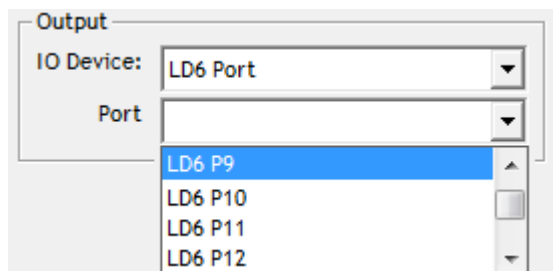 Output
IO Device: LD6 Port
Port
LD6 P9
LD6 P10
LD6 P11
LD6 P12